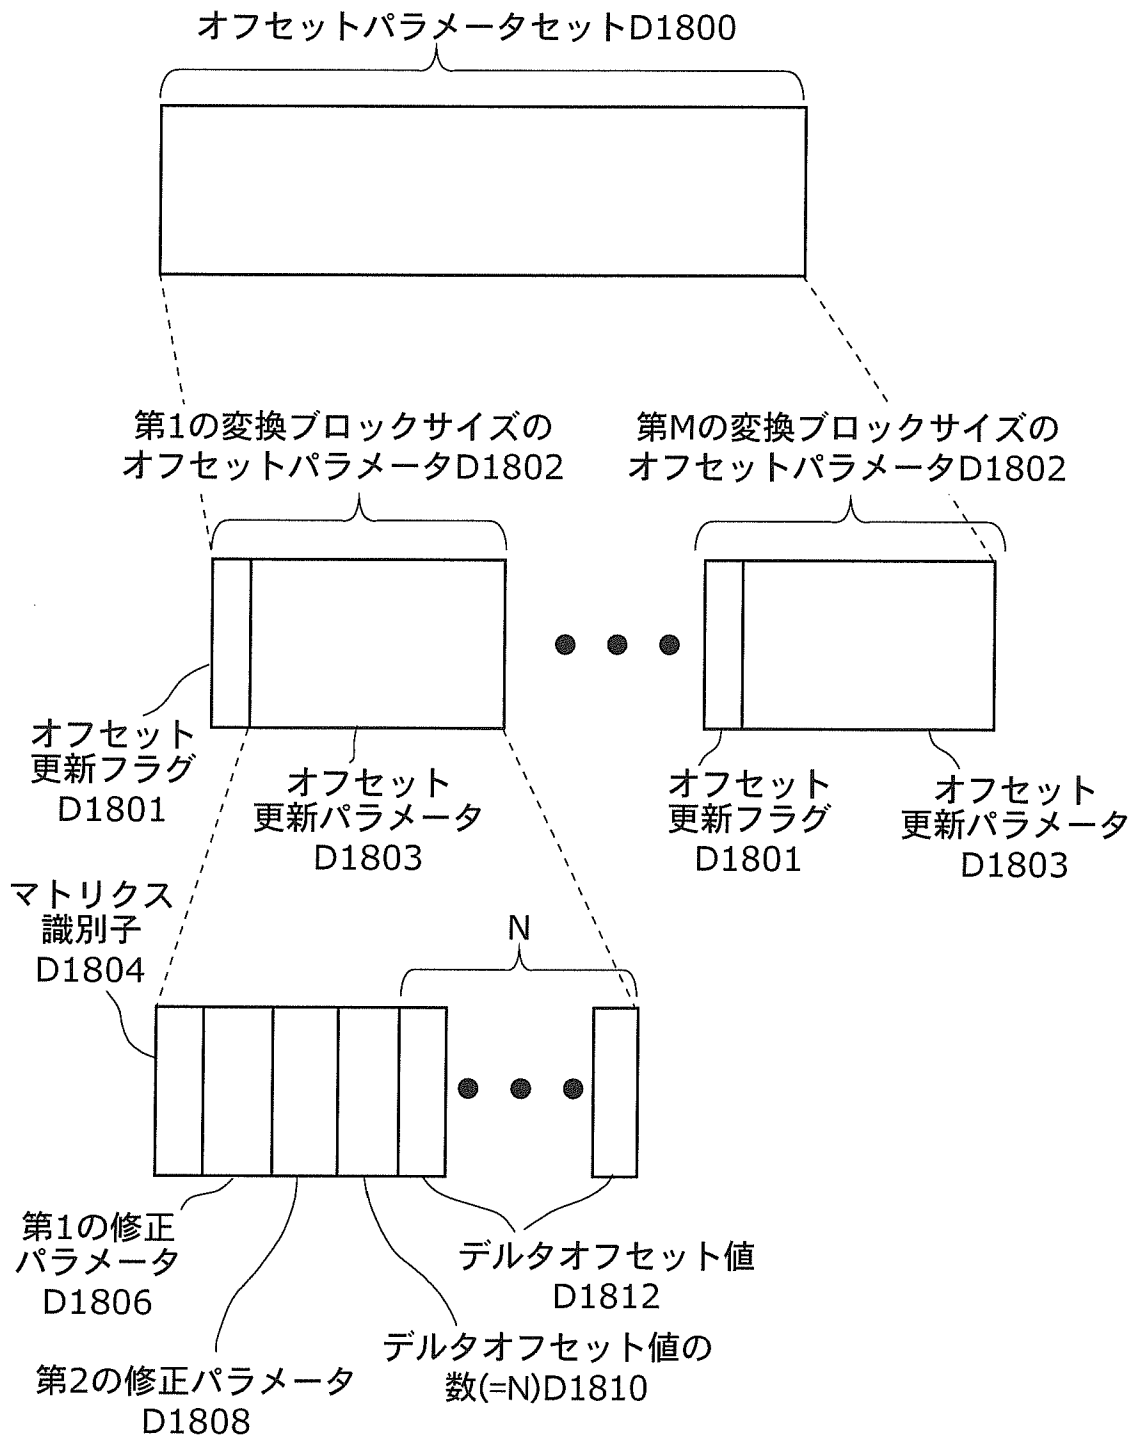 オフセットパラメータセットD1800
第1の変換ブロックサイズの
オフセットパラメータD1802
第Mの変換ブロックサイズの
オフセットパラメータD1802
オフセット
更新フラグ
D1801
オフセット
更新パラメータ
D1803
オフセット
更新フラグ
D1801
オフセット
更新パラメータ
D1803
マトリクス
識別子
D1804
N
第1の修正
パラメータ
D1806
デルタオフセット値
D1812
第2の修正パラメータ
D1808
デルタオフセット値の
数(=N)D1810